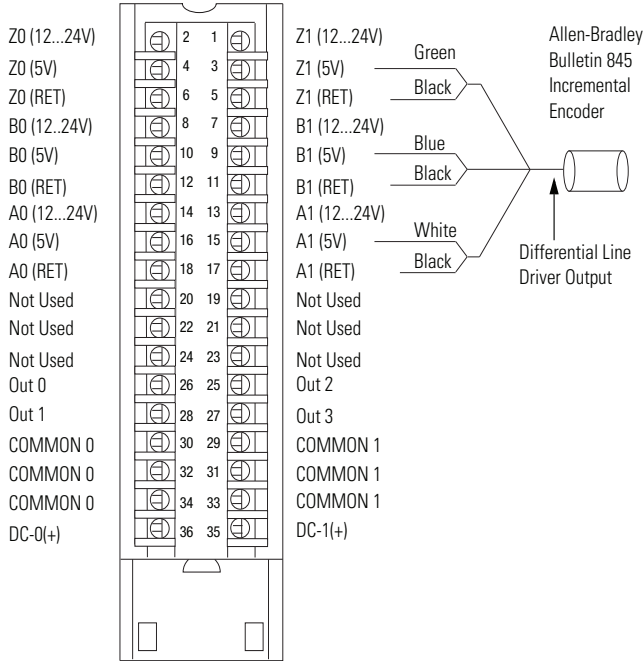 Z0 (12...24V) 2 1 Z1 (12...24V)
Z0 (5V) 4 3 Z1 (5V) Green
Z0 (RET) 6 5 Z1 (RET) Black
B0 (12...24V) 8 7 B1 (12...24V)
B0 (5V) 10 9 B1 (5V) Blue
B0 (RET) 12 11 B1 (RET) Black
A0 (12...24V) 14 13 A1 (12...24V)
A0 (5V) 16 15 A1 (5V) White
A0 (RET) 18 17 A1 (RET) Black
Not Used 20 19 Not Used
Not Used 22 21 Not Used
Not Used 24 23 Not Used
Out 0 26 25 Out 2
Out 1 28 27 Out 3
COMMON 0 30 29 COMMON 1
COMMON 0 32 31 COMMON 1
COMMON 0 34 33 COMMON 1
DC-0(+) 36 35 DC-1(+)
Allen-Bradley
Bulletin 845
Incremental
Encoder
Differential Line
Driver Output